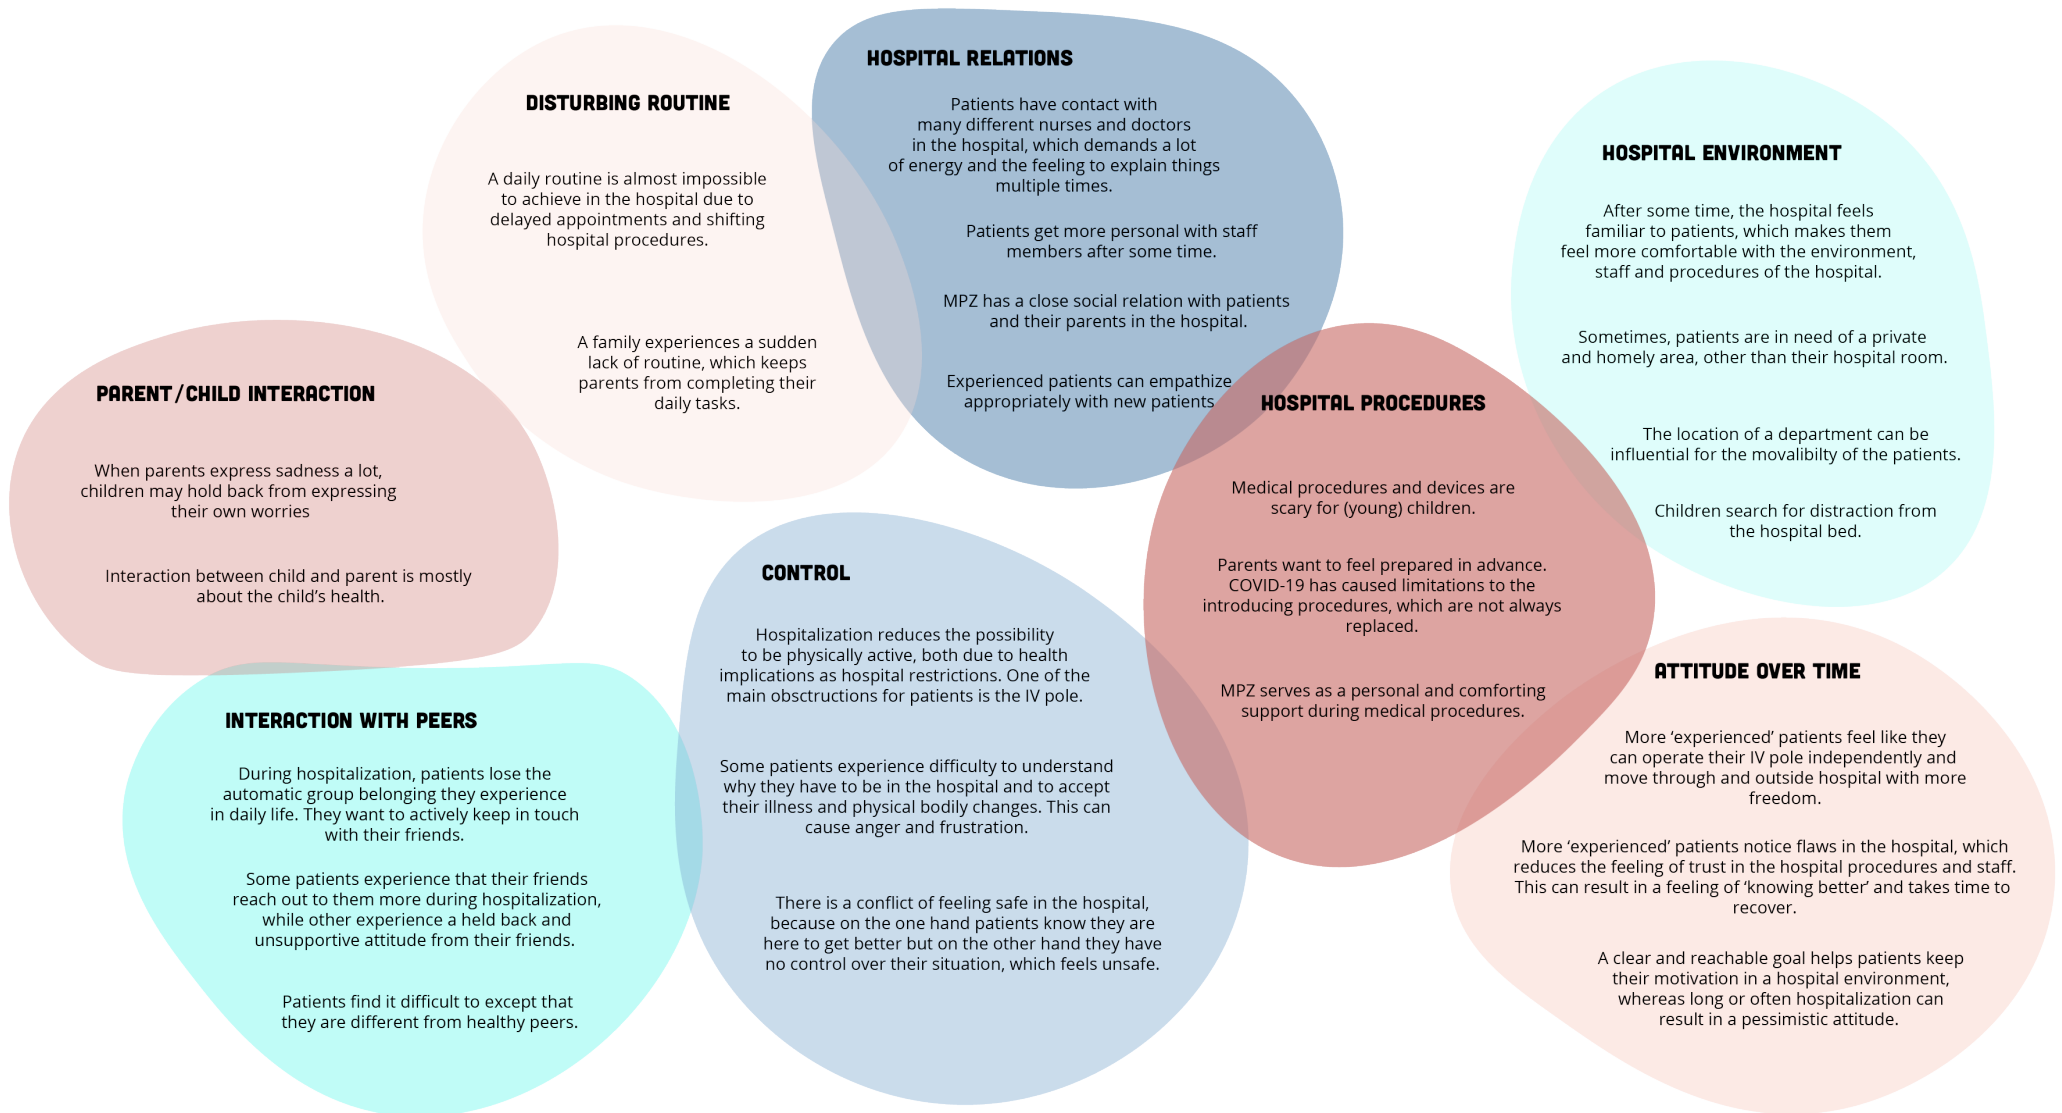 DISTURBING ROUTINE
A daily routine is almost impossible
to achieve in the hospital due to
delayed appointments and shifting
hospital procedures.
A family experiences a sudden
lack of routine, which keeps
parents from completing their
daily tasks.
HOSPITAL RELATIONS
Patients have contact with
many different nurses and doctors
in the hospital, which demands a lot
of energy and the feeling to explain things
multiple times.
Patients get more personal with staff
members after some time.
MPZ has a close social relation with patients
and their parents in the hospital.
Experienced patients can empathize
appropriately with new patients
HOSPITAL ENVIRONMENT
After some time, the hospital feels
familiar to patients, which makes them
feel more comfortable with the environment,
staff and procedures of the hospital.
Sometimes, patients are in need of a private
and homely area, other than their hospital room.
The location of a department can be
influential for the movalibilty of the patients.
Children search for distraction from
the hospital bed.
PARENT/CHILD INTERACTION
When parents express sadness a lot,
children may hold back from expressing
their own worries
Interaction between child and parent is mostly
about the child’s health.
HOSPITAL PROCEDURES
Medical procedures and devices are
scary for (young) children.
Parents want to feel prepared in advance.
COVID-19 has caused limitations to the
introducing procedures, which are not always
replaced.
MPZ serves as a personal and comforting
support during medical procedures.
CONTROL
Hospitalization reduces the possibility
to be physically active, both due to health
implications as hospital restrictions. One of the
main obsctructions for patients is the IV pole.
Some patients experience difficulty to understand
why they have to be in the hospital and to accept
their illness and physical bodily changes. This can
cause anger and frustration.
There is a conflict of feeling safe in the hospital,
because on the one hand patients know they are
here to get better but on the other hand they have
no control over their situation, which feels unsafe.
INTERACTION WITH PEERS
During hospitalization, patients lose the
automatic group belonging they experience
in daily life. They want to actively keep in touch
with their friends.
Some patients experience that their friends
reach out to them more during hospitalization,
while other experience a held back and
unsupportive attitude from their friends.
Patients find it difficult to except that
they are different from healthy peers.
ATTITUDE OVER TIME
More ‘experienced’ patients feel like they
can operate their IV pole independently and
move through and outside hospital with more
freedom.
More ‘experienced’ patients notice flaws in the hospital, which
reduces the feeling of trust in the hospital procedures and staff.
This can result in a feeling of ‘knowing better’ and takes time to
recover.
A clear and reachable goal helps patients keep
their motivation in a hospital environment,
whereas long or often hospitalization can
result in a pessimistic attitude.